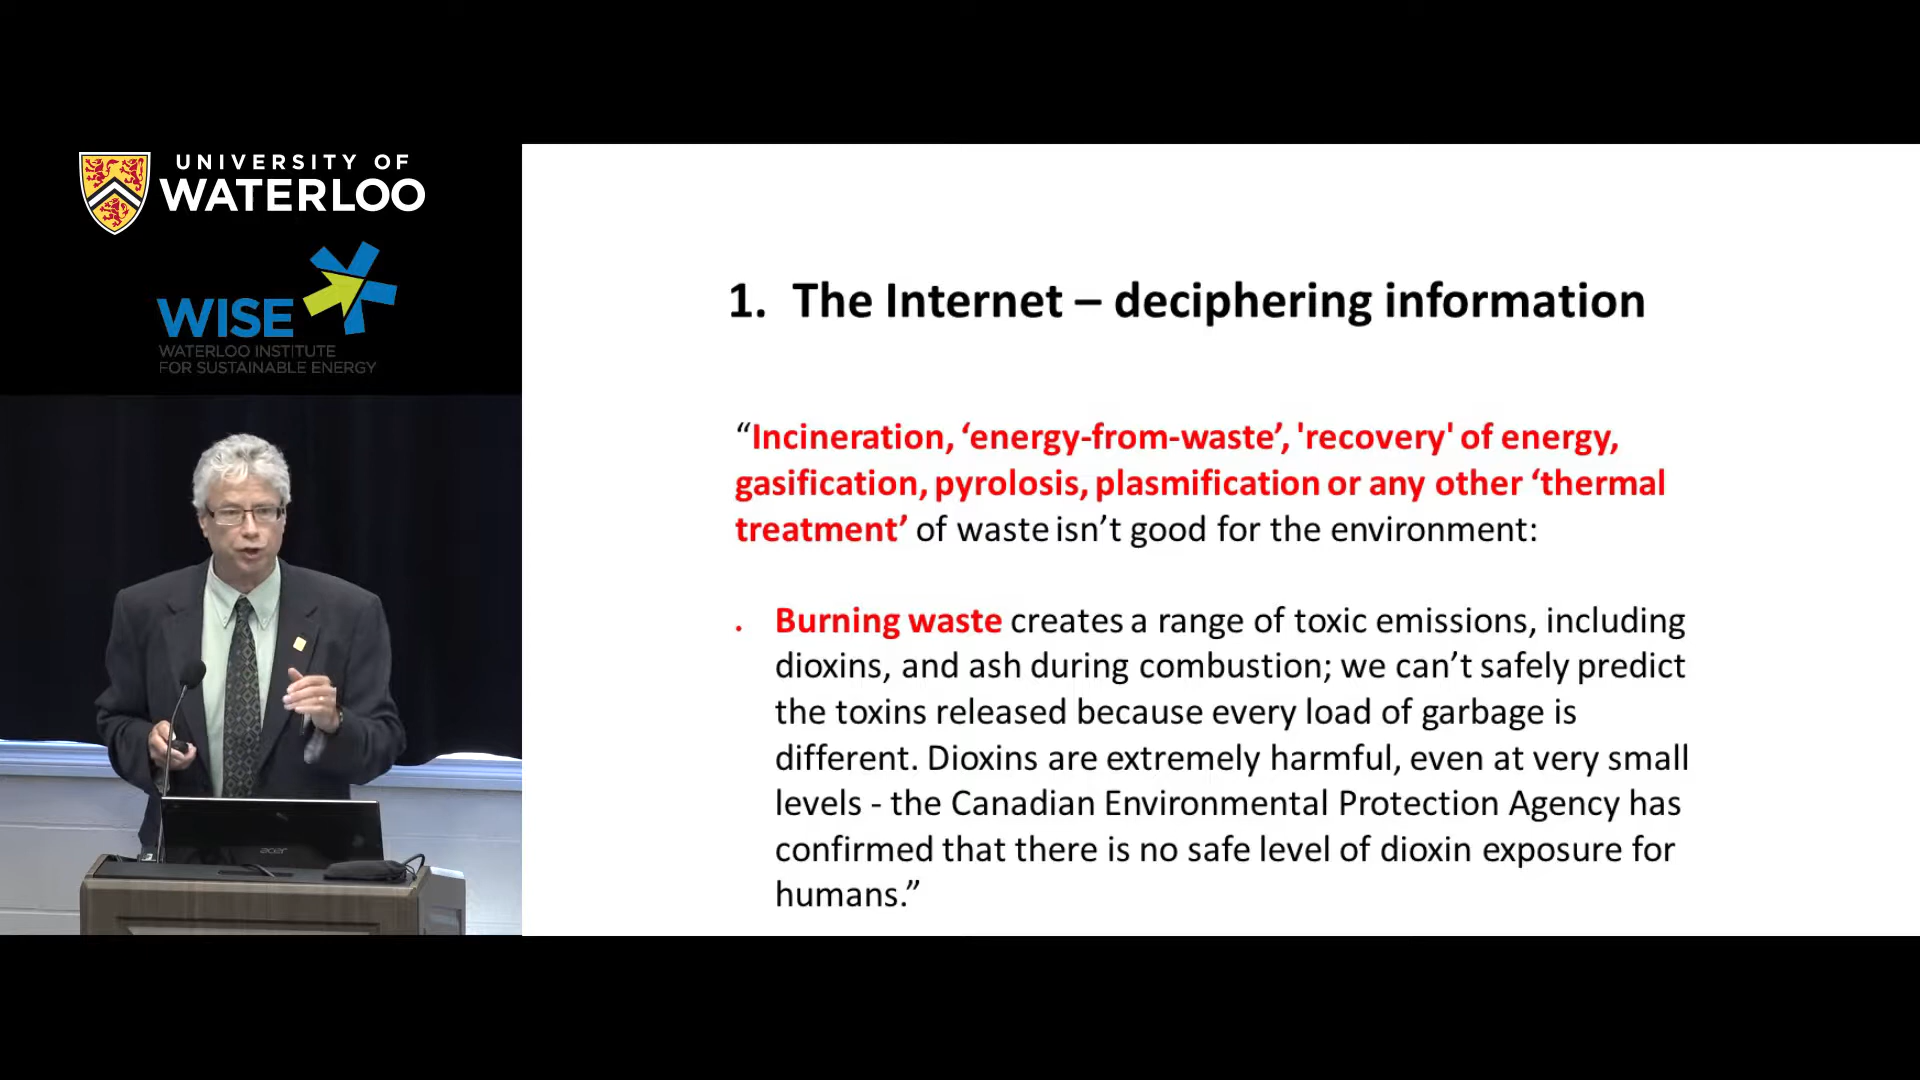 UNIVERSITY OF
WATERLOO
WISE
WATERLOO INSTITUTE
FOR SUSTAINABLE ENERGY
1. The Internet – deciphering information
“Incineration, ‘energy-from-waste’, 'recovery' of energy,
gasification, pyrolosis, plasmification or any other ‘thermal
treatment’ of waste isn’t good for the environment:
. Burning waste creates a range of toxic emissions, including
dioxins, and ash during combustion; we can’t safely predict
the toxins released because every load of garbage is
different. Dioxins are extremely harmful, even at very small
levels - the Canadian Environmental Protection Agency has
confirmed that there is no safe level of dioxin exposure for
humans.”
acer